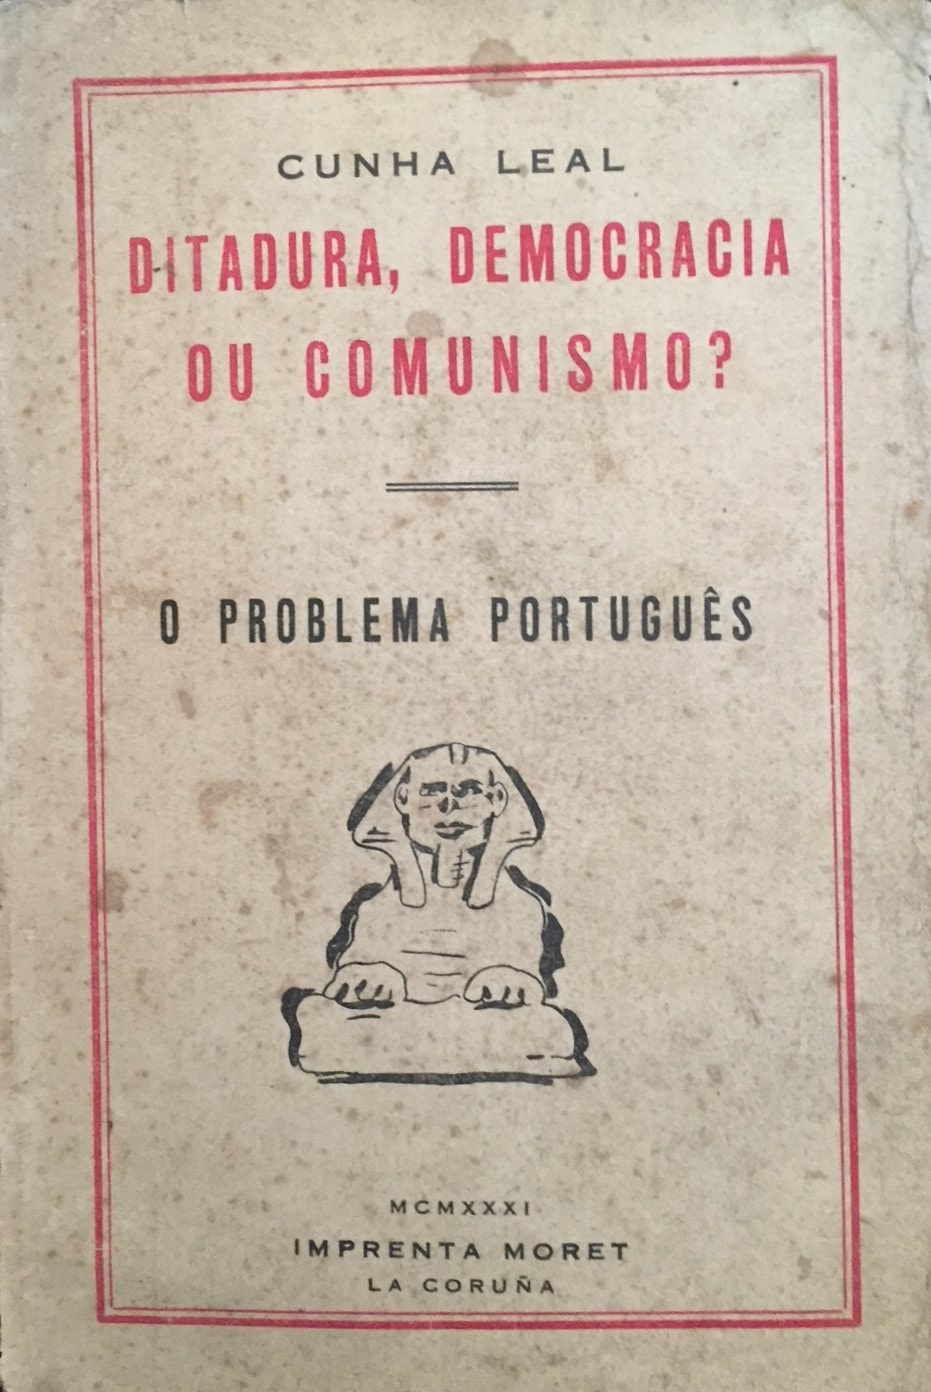 CUNHA LEAL
DITADURA, DEMOCRACIA
OU COMUNISMO?
O PROBLEMA PORTUGUÊS
MCMXXXI
IMPRENTA MORET
LA CORUÑA